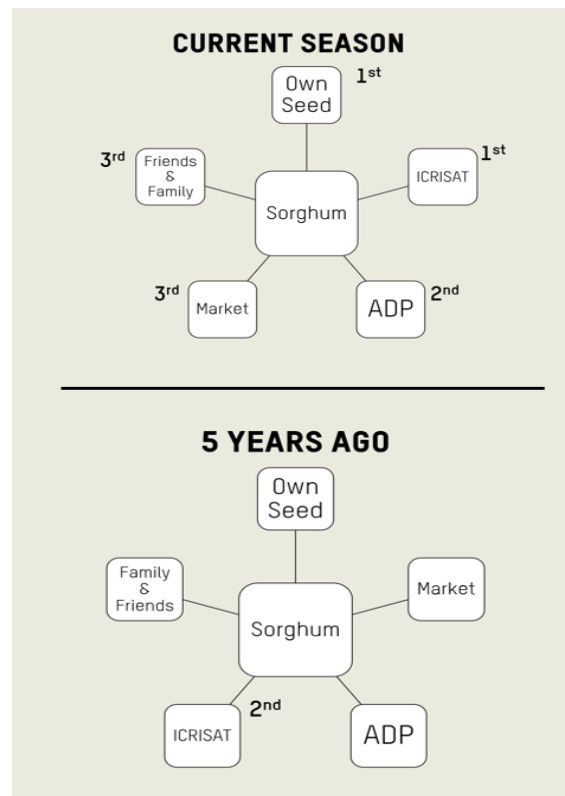 CURRENT SEASON
Own
Seed
1st
3rd
Friends
&
Family
ICRISAT
1st
Sorghum
3rd
Market
ADP
2nd
5 YEARS AGO
Own
Seed
Family
&
Friends
Market
Sorghum
ICRISAT
2nd
ADP